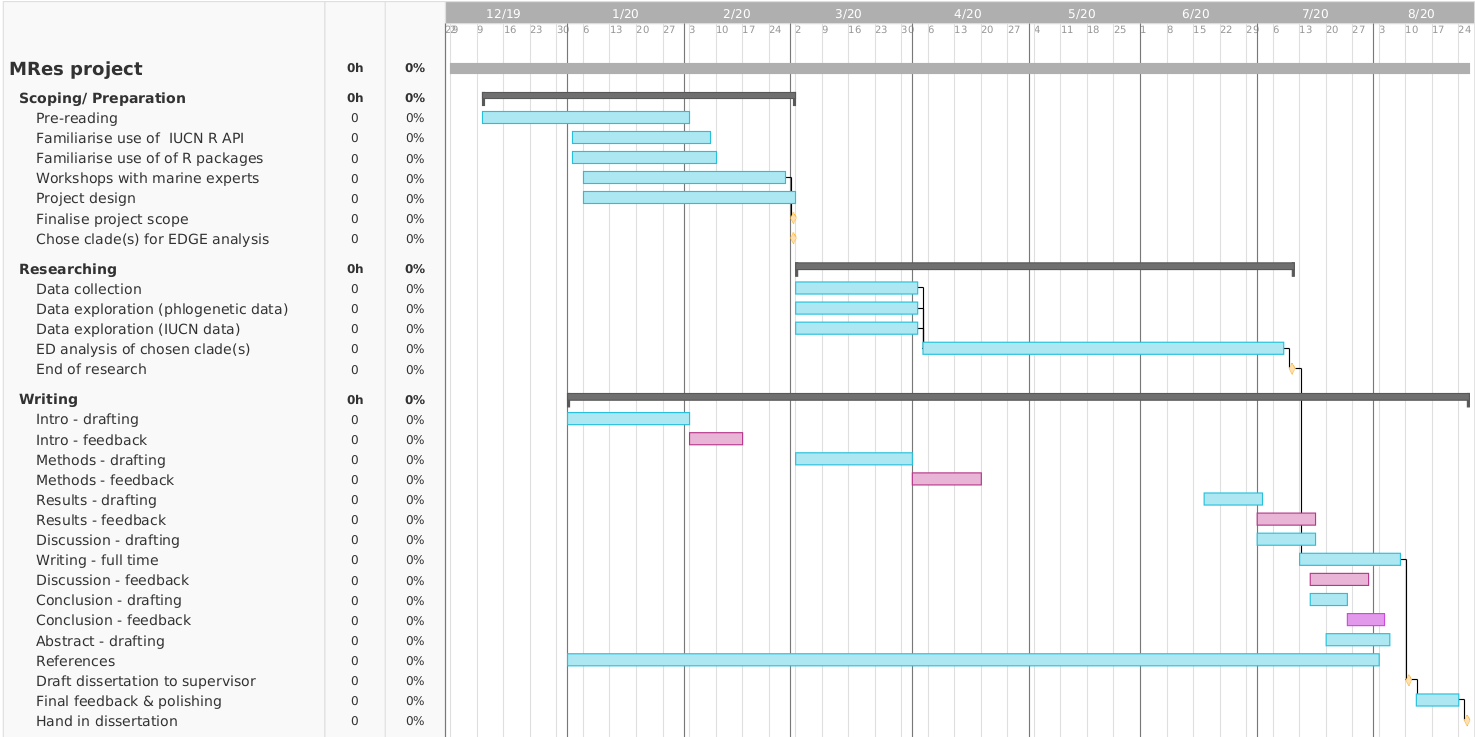 12/19 1/20 2/20 3/20 4/20 5/20 6/20 7/20 8/20
29 9 16 23 30 6 13 20 27 3 10 17 24 2 9 16 23 30 6 13 20 27 4 11 18 25 1 8 15 22 29 6 13 20 27 3 10 17 24
MRes project 0h 0%
Scoping/ Preparation 0h 0%
Pre-reading 0 0%
Familiarise use of IUCN R API 0 0%
Familiarise use of of R packages 0 0%
Workshops with marine experts 0 0%
Project design 0 0%
Finalise project scope 0 0%
Chose clade(s) for EDGE analysis 0 0%
Researching 0h 0%
Data collection 0 0%
Data exploration (phlogenetic data) 0 0%
Data exploration (IUCN data) 0 0%
ED analysis of chosen clade(s) 0 0%
End of research 0 0%
Writing 0h 0%
Intro - drafting 0 0%
Intro - feedback 0 0%
Methods - drafting 0 0%
Methods - feedback 0 0%
Results - drafting 0 0%
Results - feedback 0 0%
Discussion - drafting 0 0%
Writing - full time 0 0%
Discussion - feedback 0 0%
Conclusion - drafting 0 0%
Conclusion - feedback 0 0%
Abstract - drafting 0 0%
References 0 0%
Draft dissertation to supervisor 0 0%
Final feedback & polishing 0 0%
Hand in dissertation 0 0%